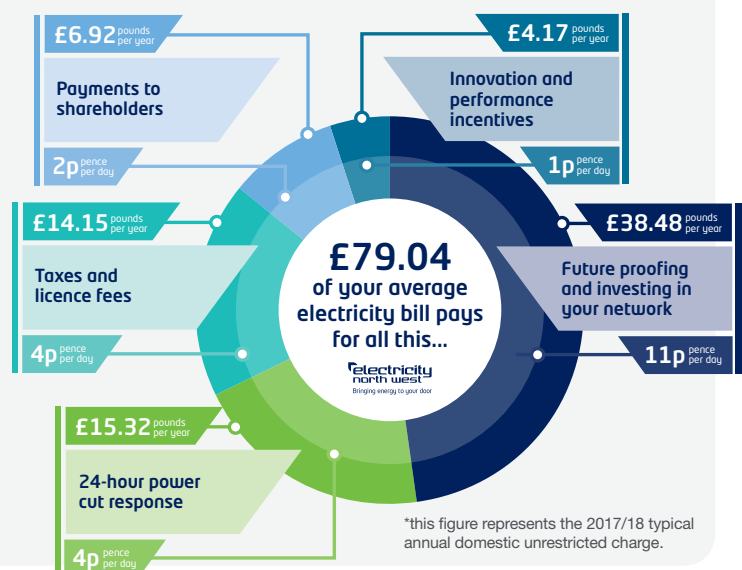 £6.92 pounds per year
Payments to
shareholders
2p pence per day
£4.17 pounds per year
Innovation and
performance
incentives
1p pence per day
£14.15 pounds per year
Taxes and
licence fees
4p pence per day
£79.04
of your average
electricity bill pays
for all this...
electricity
north west
Bringing energy to your door
£38.48 pounds per year
Future proofing
and investing in
your network
11p pence per day
£15.32 pounds per year
24-hour power
cut response
4p pence per day
*this figure represents the 2017/18 typical
annual domestic unrestricted charge.